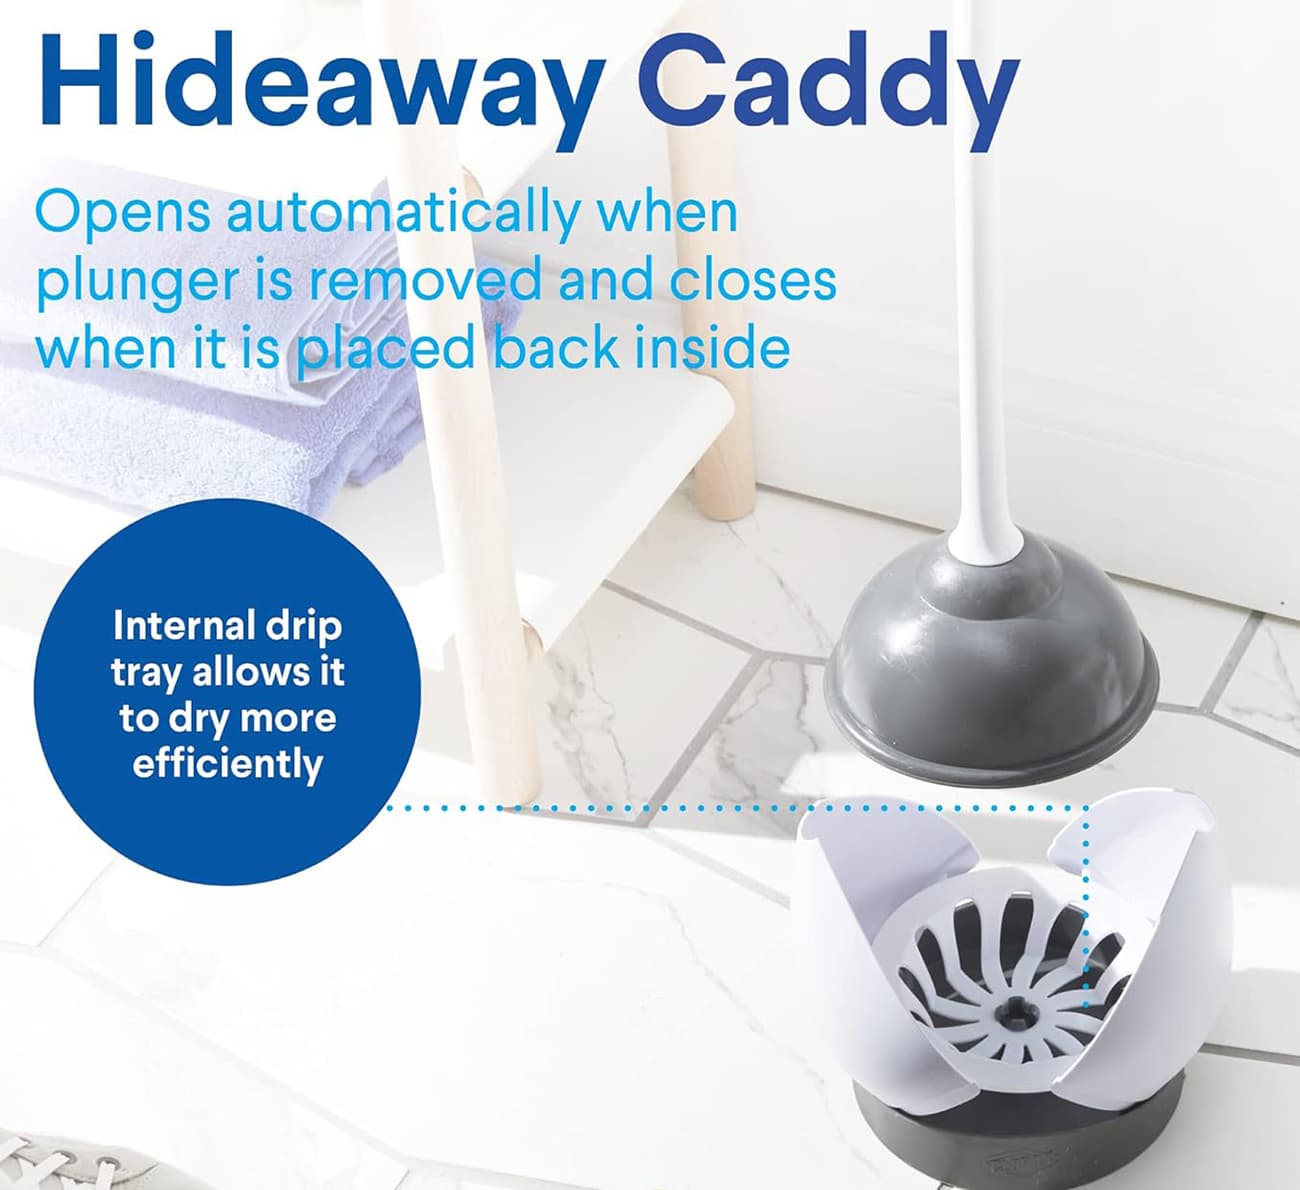 Hideaway Caddy
Opens automatically when
plunger is removed and closes
when it is placed back inside
Internal drip
tray allows it
to dry more
efficiently